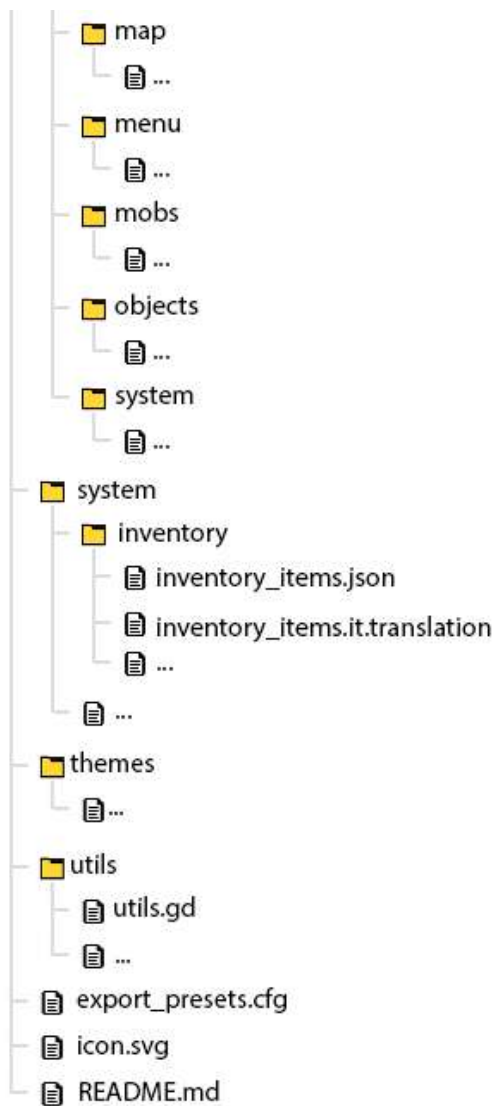 map
...
menu
...
mobs
...
objects
...
system
...
system
inventory
inventory_items.json
inventory_items.it.translation
...
...
themes
...
utils
utils.gd
...
export_presets.cfg
icon.svg
README.md